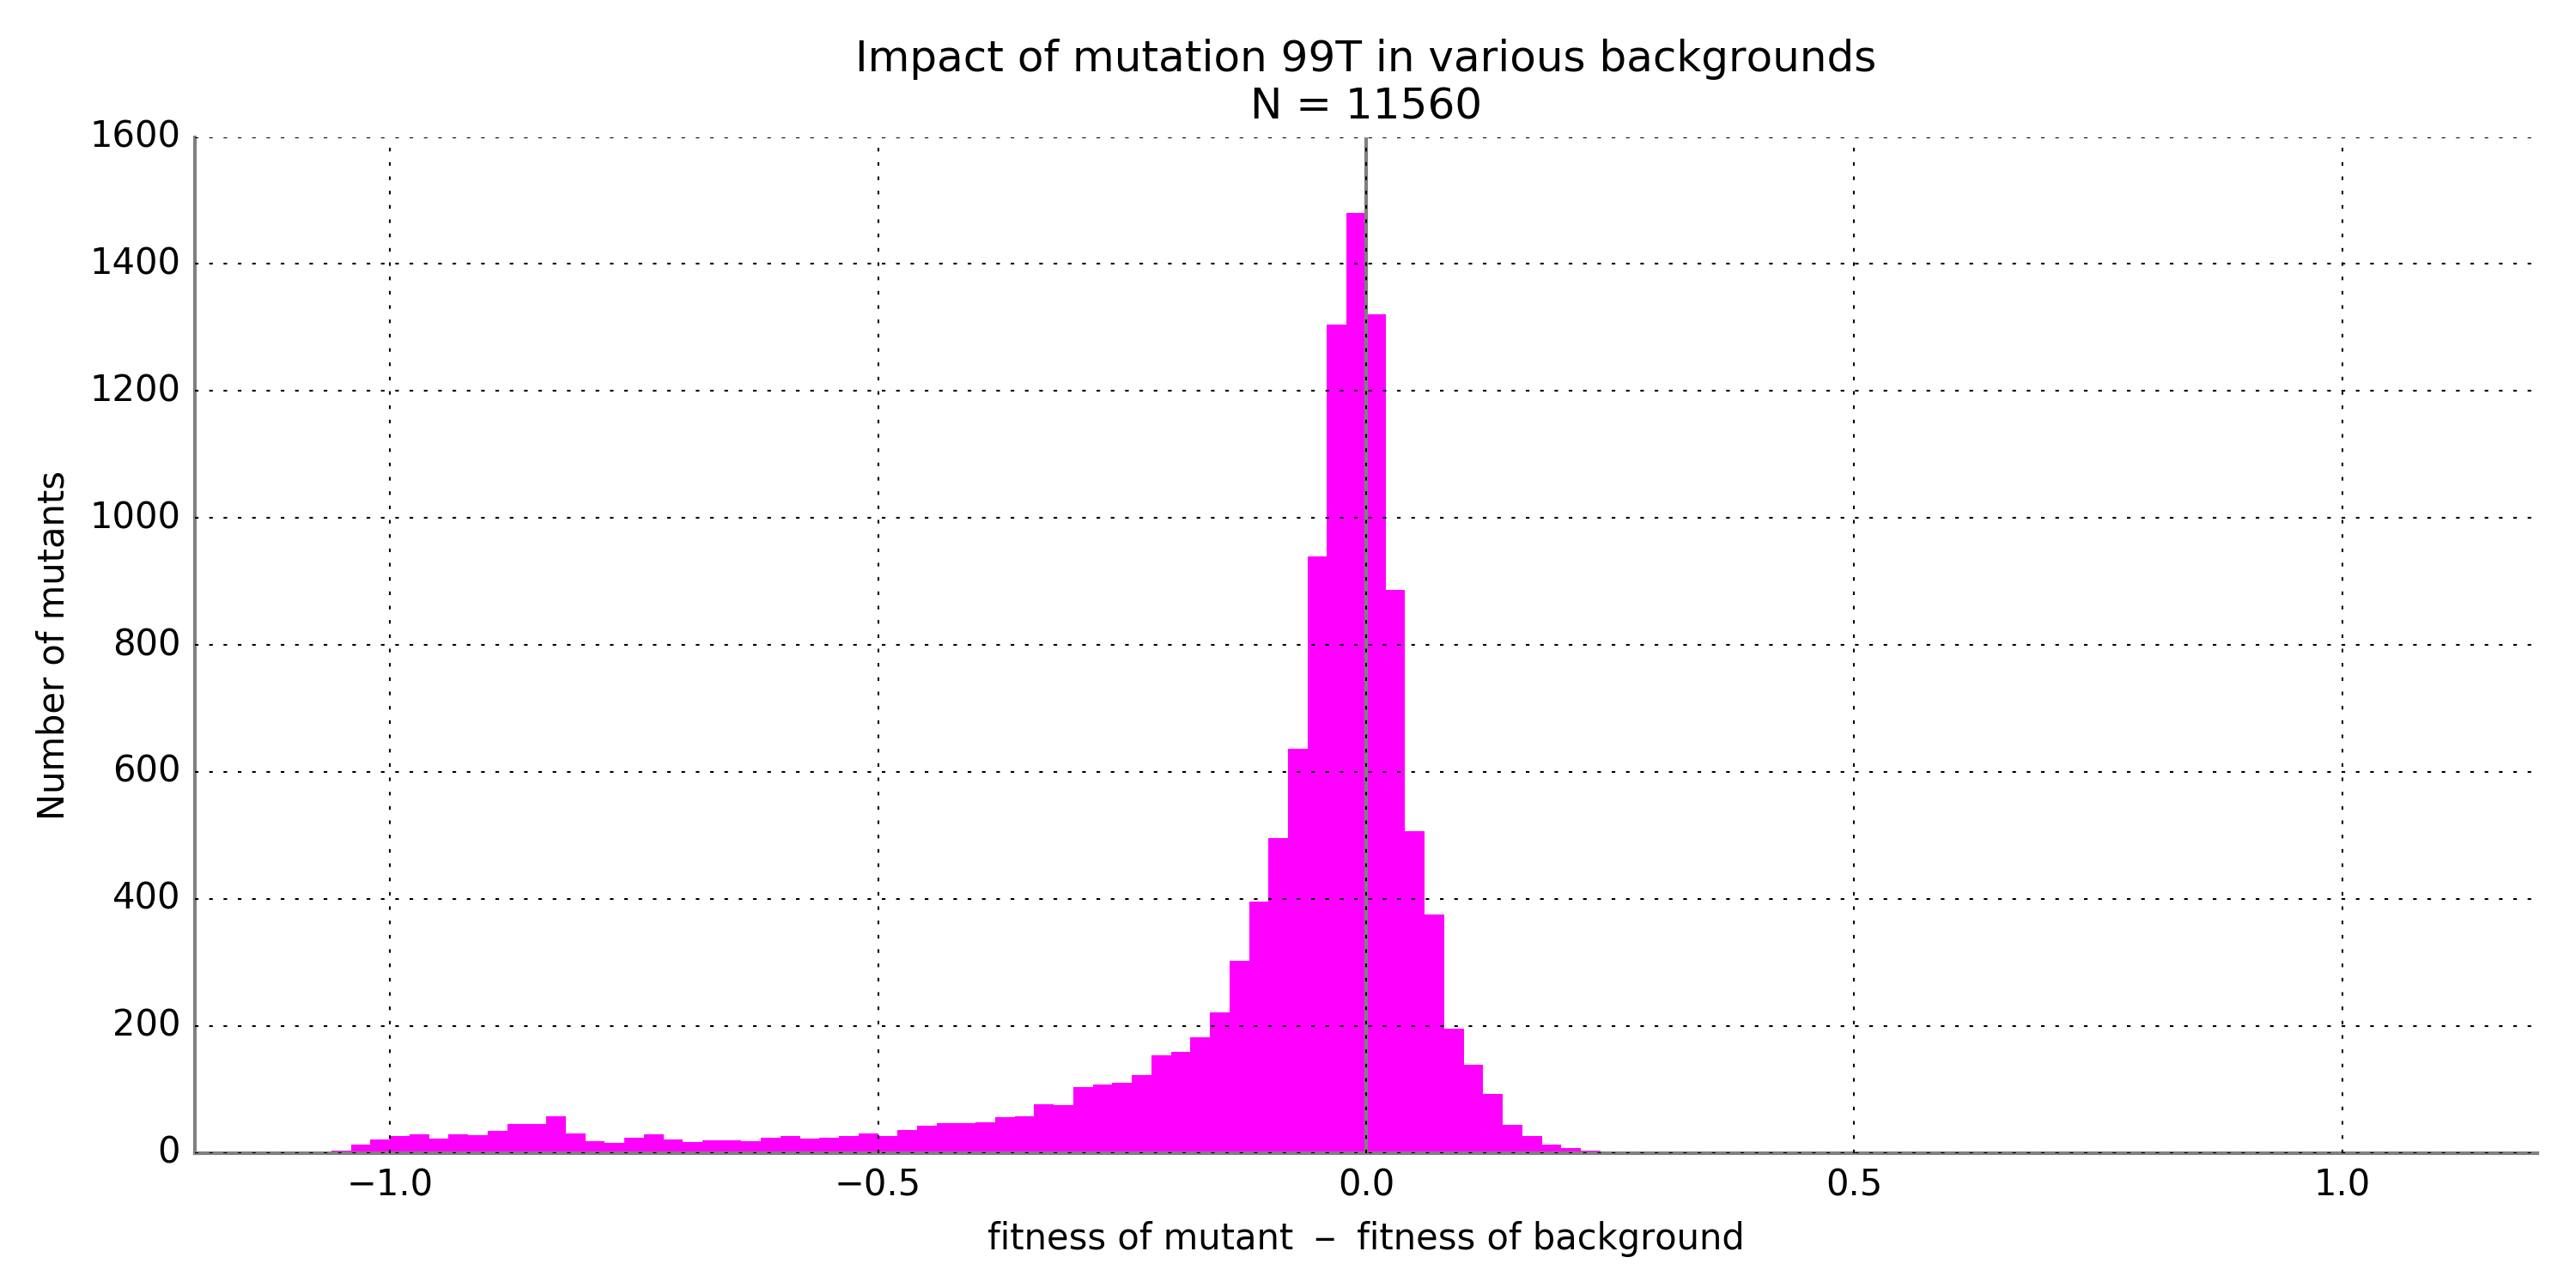 Impact of mutation 99T in various backgrounds
N = 11560
1600
1400
1200
1000
800
600
400
200
0
Number of mutants
−1.0 −0.5 0.0 0.5 1.0
fitness of mutant – fitness of background